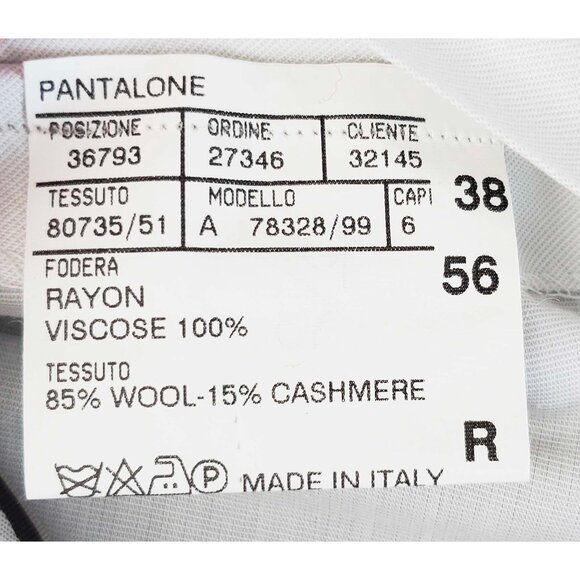 PANTALONE
POSIZIONE ORDINE CLIENTE
36793 27346 32145
TESSUTO MODELLO CAPI 38
80735/51 A 78328/99 6
FODERA 56
RAYON
VISCOSE 100%
TESSUTO
85% WOOL-15% CASHMERE
R
P MADE IN ITALY